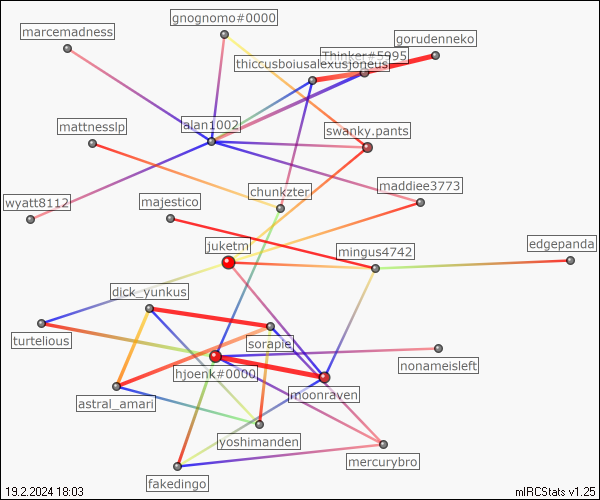 gnognomo#0000
marcemadness
gorudenneko
Thinker#5995
thiccusboiusalexusjoneus
mattnesslp
alan1002
swanky.pants
maddiee3773
chunkzter
wyatt8112
majestico
juketm
mingus4742
edgepanda
dick_yunkus
turtelious
sorapie
hjoenk#0000
nonameisleft
moonraven
astral_amari
yoshimanden
mercurybro
fakedingo
19.2.2024 18:03
mIRCStats v1.25